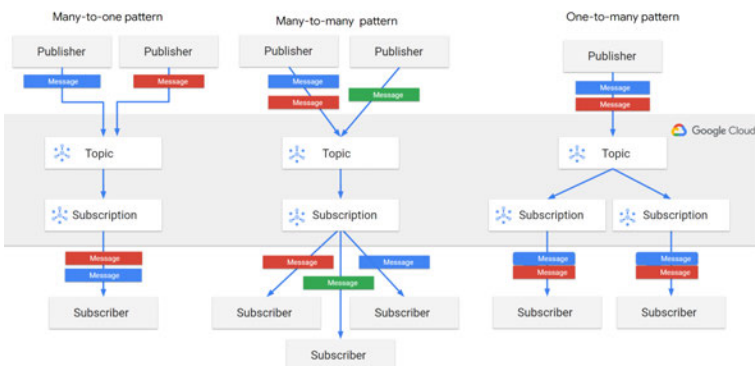 Many-to-one pattern
Many-to-many pattern
One-to-many pattern
Publisher
Publisher
Publisher
Publisher
Publisher
Message
Message
Message
Message
Message
Message
Message
Google Cloud
Topic
Topic
Topic
Subscription
Subscription
Subscription
Subscription
Message
Message
Message
Message
Message
Message
Message
Message
Message
Subscriber
Subscriber
Subscriber
Subscriber
Subscriber
Subscriber